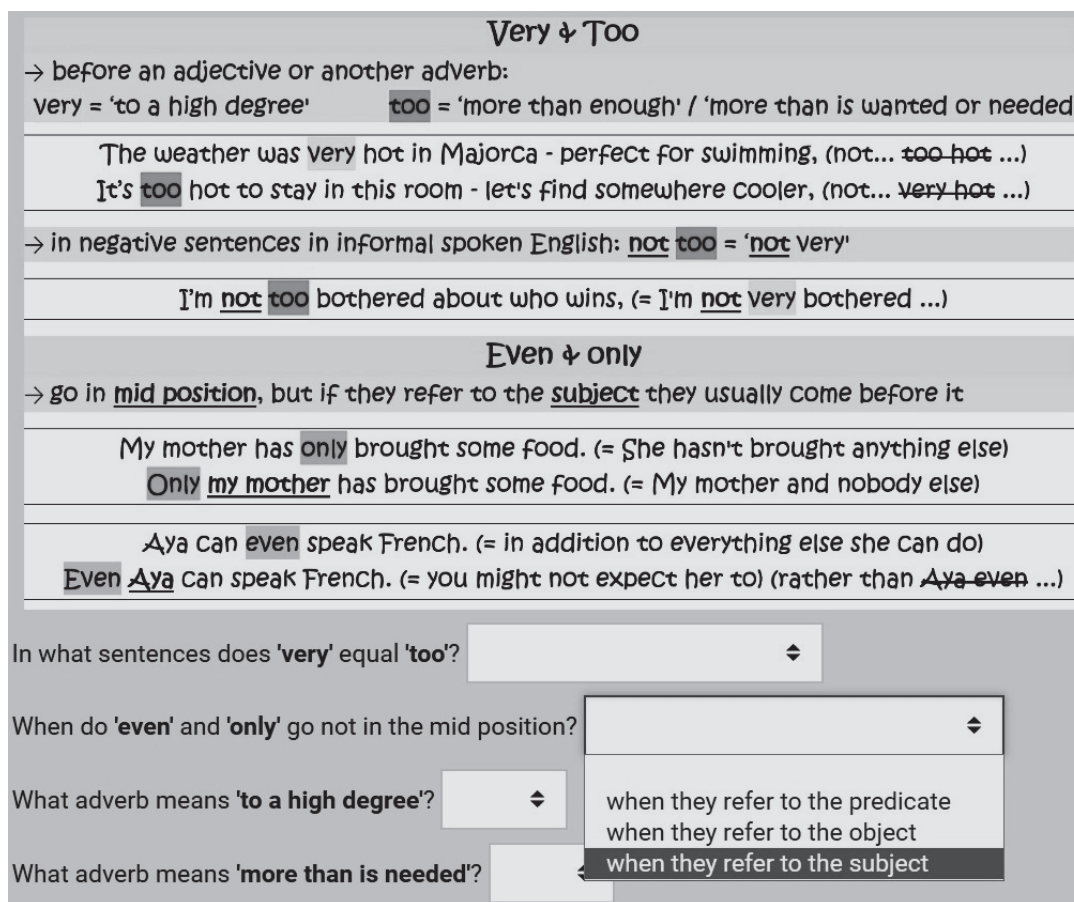 Very & Too
→ before an adjective or another adverb:
very = 'to a high degree' too = 'more than enough' / 'more than is wanted or needed
The weather was very hot in Majorca - perfect for swimming, (not... too hot ...)
It's too hot to stay in this room - let's find somewhere cooler, (not... very hot ...)
→ in negative sentences in informal spoken English: not too = 'not very'
I'm not too bothered about who wins, (= I'm not very bothered ...)
Even & only
→ go in mid position, but if they refer to the subject they usually come before it
My mother has only brought some food. (= She hasn't brought anything else)
Only my mother has brought some food. (= My mother and nobody else)
Aya can even speak French. (= in addition to everything else she can do)
Even Aya can speak French. (= you might not expect her to) (rather than Aya even ...)
In what sentences does 'very' equal 'too'?
When do 'even' and 'only' go not in the mid position?
What adverb means 'to a high degree'?
when they refer to the predicate
when they refer to the object
when they refer to the subject
What adverb means 'more than is needed'?